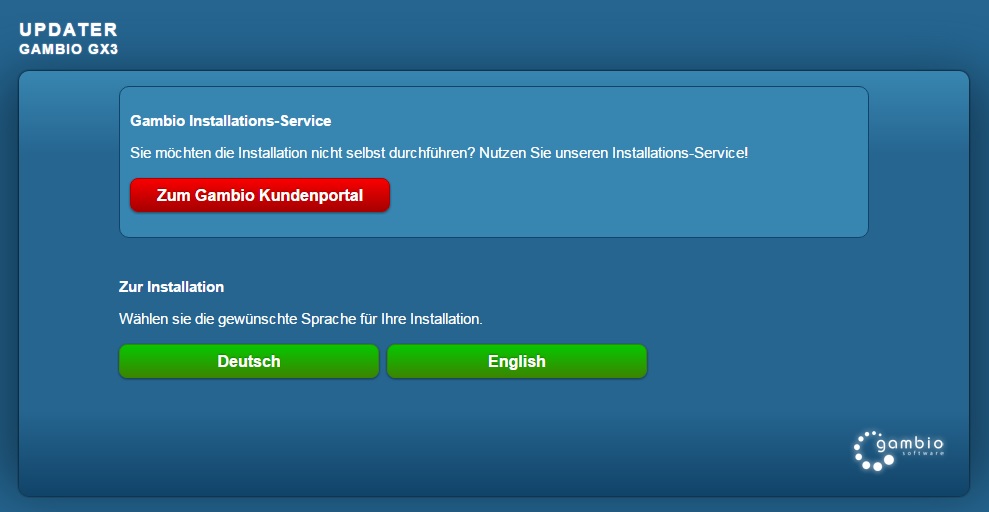 UPDATER
GAMBIO GX3
Gambio Installations-Service
Sie möchten die Installation nicht selbst durchführen? Nutzen Sie unseren Installations-Service!
Zum Gambio Kundenportal
Zur Installation
Wählen sie die gewünschte Sprache für Ihre Installation.
Deutsch
English
gambio
software